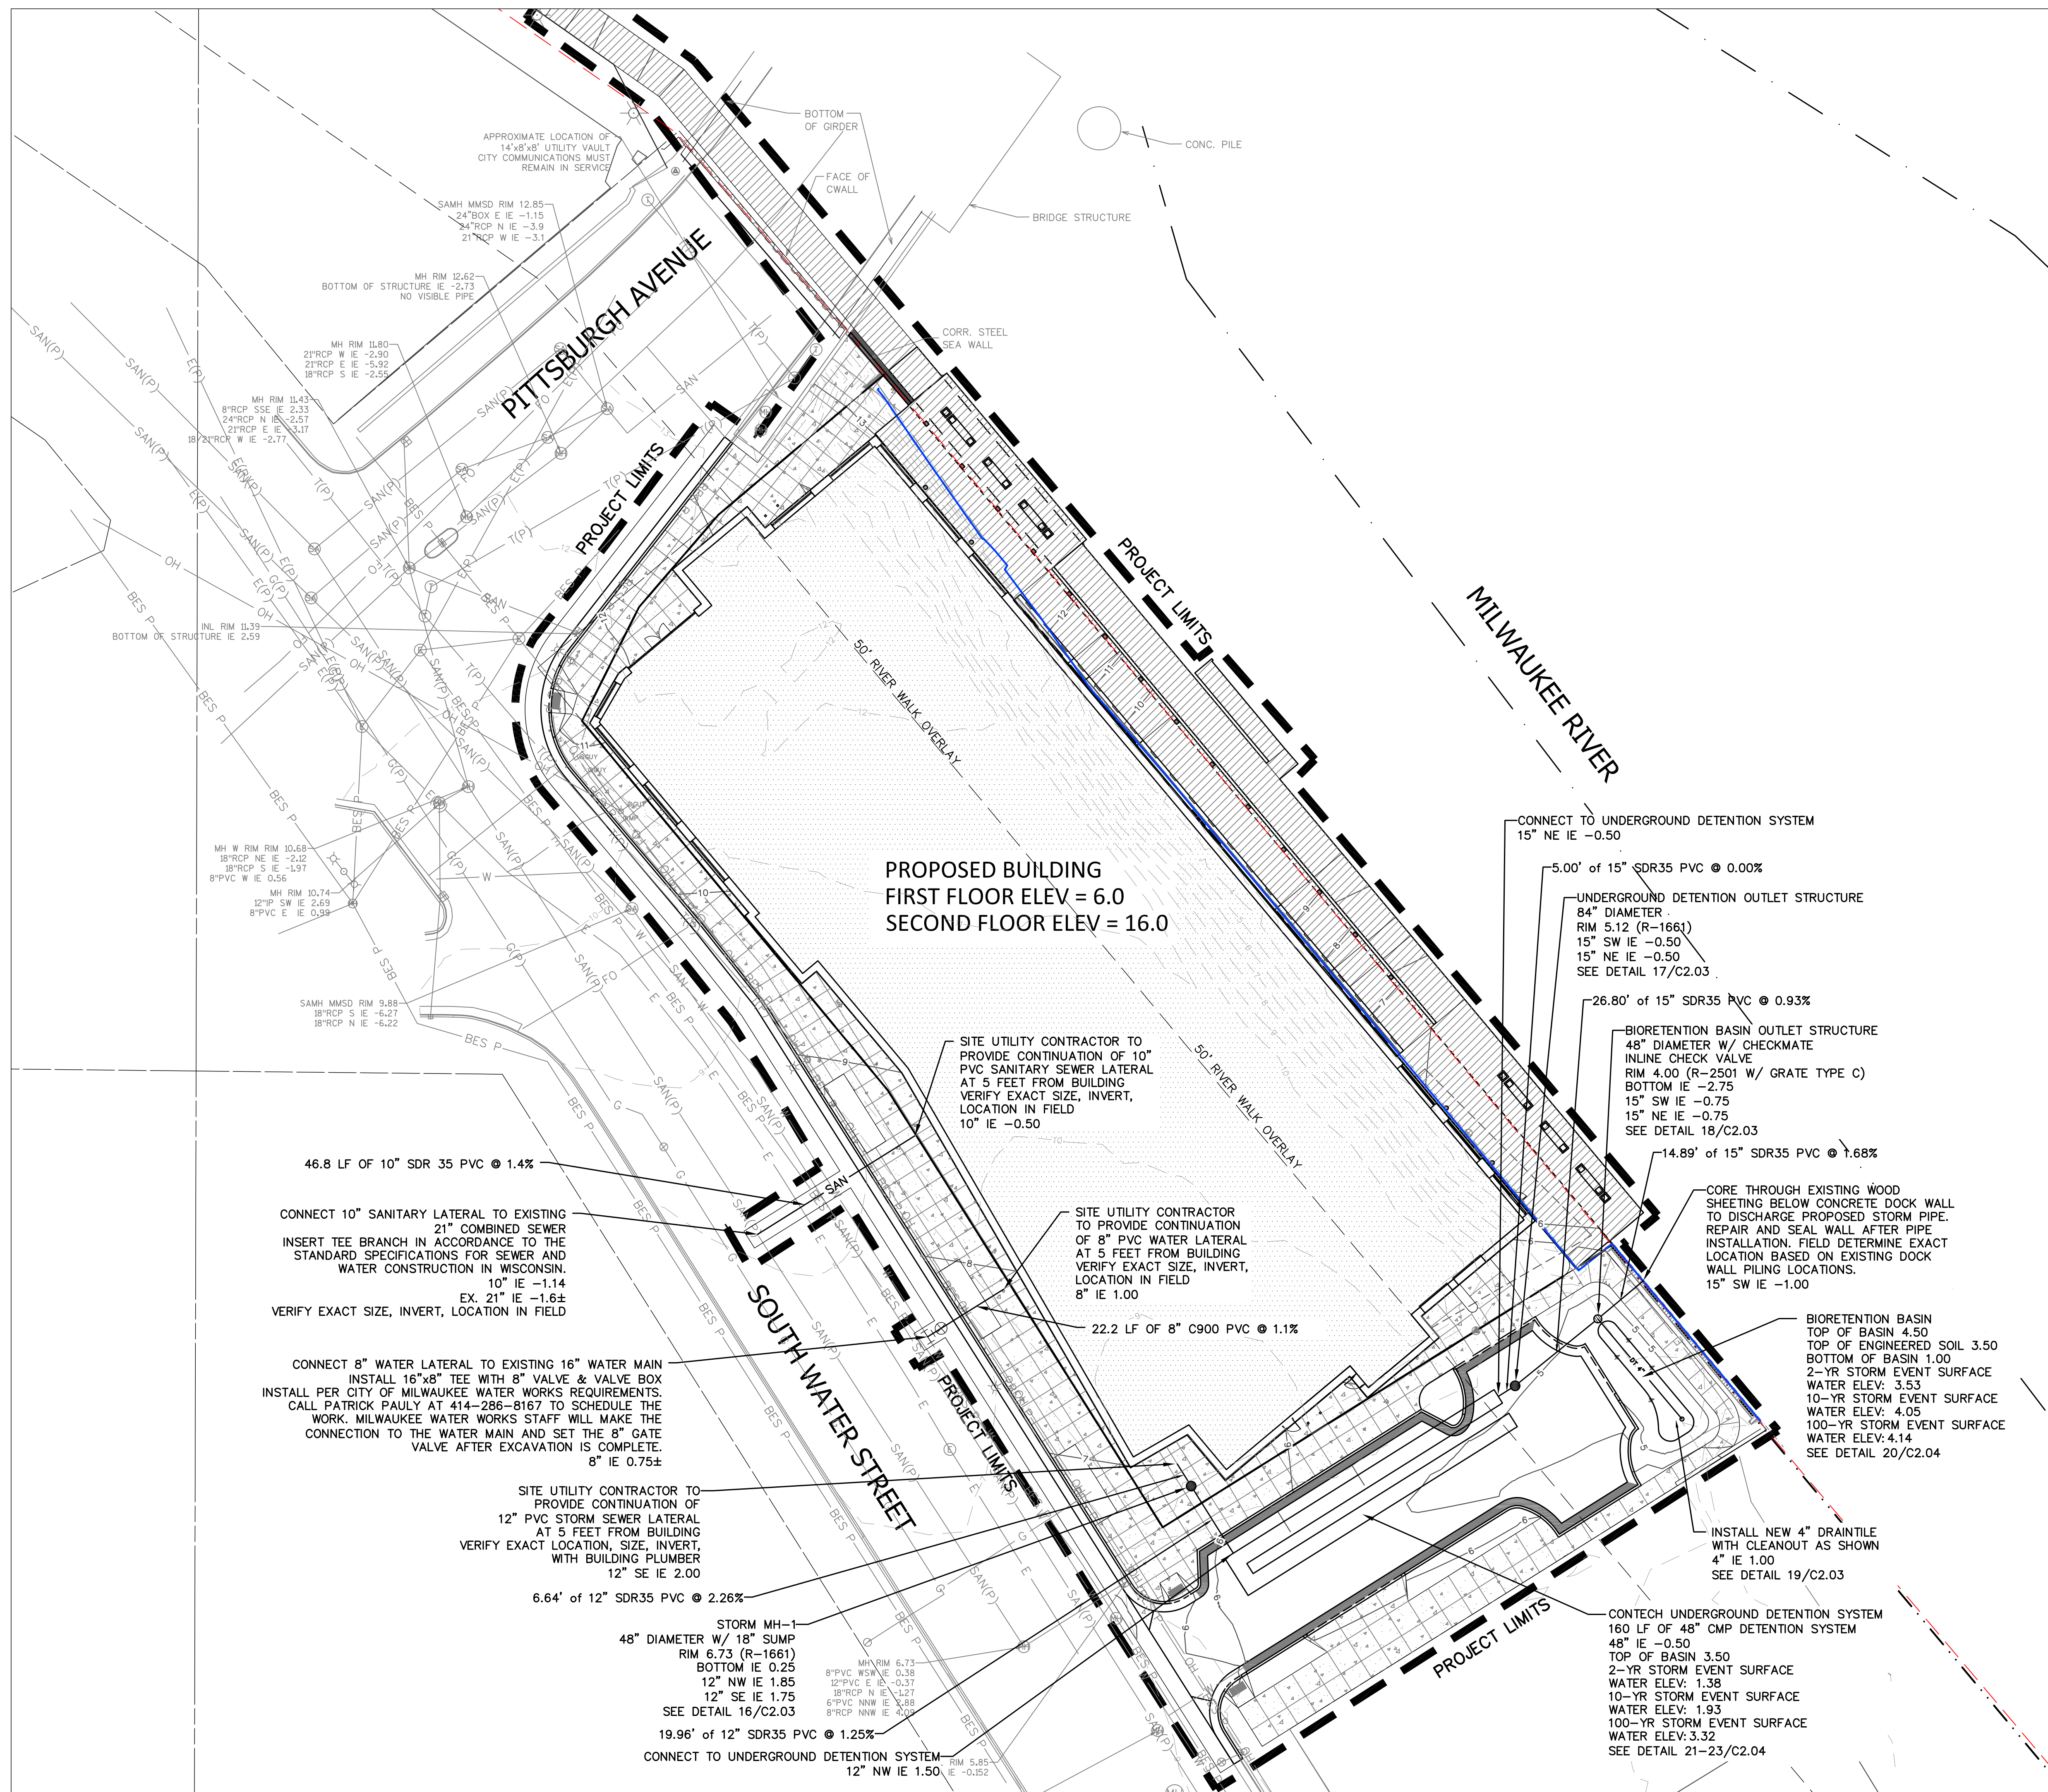 BOTTOM
OF GIRDER
CONC. PILE
APPROXIMATE LOCATION OF
14'x8'x8' UTILITY VAULT
CITY COMMUNICATIONS MUST
REMAIN IN SERVICE
FACE OF
CWALL
BRIDGE STRUCTURE
SAMH MMSD RIM 12.85
24"BOX E IE -1.15
24"RCP N IE -3.9
21"RCP W IE -3.1
MH RIM 12.62
BOTTOM OF STRUCTURE IE -2.73
NO VISIBLE PIPE
PITTSBURGH AVENUE
CORR. STEEL
SEA WALL
MH RIM 11.80
21"RCP W IE -2.90
21"RCP E IE -5.92
18"RCP S IE -2.55
MH RIM 11.43
8"RCP SSE IE 2.33
24"RCP N IE -2.57
21"RCP E IE -3.17
18/21"RCP W IE -2.77
PROJECT LIMITS
PROJECT LIMITS
MILWAUKEE RIVER
INL RIM 11.39
BOTTOM OF STRUCTURE IE 2.59
50' RIVER WALK OVERLAY
PROPOSED BUILDING
FIRST FLOOR ELEV = 6.0
SECOND FLOOR ELEV = 16.0
MH W RIM RIM 10.68
18"RCP NE IE -2.12
18"RCP S IE -1.97
8"PVC W IE 0.56
MH RIM 10.74
12"IP SW IE 2.69
8"PVC E  IE 0.99
SAMH MMSD RIM 9.88
18"RCP S IE -6.27
18"RCP N IE -6.22
CONNECT TO UNDERGROUND DETENTION SYSTEM
15" NE IE -0.50
5.00' of 15" SDR35 PVC @ 0.00%
UNDERGROUND DETENTION OUTLET STRUCTURE
84" DIAMETER
RIM 5.12 (R-1661)
15" SW IE -0.50
15" NE IE -0.50
SEE DETAIL 17/C2.03
26.80' of 15" SDR35 PVC @ 0.93%
BIORETENTION BASIN OUTLET STRUCTURE
48" DIAMETER W/ CHECKMATE
INLINE CHECK VALVE
RIM 4.00 (R-2501 W/ GRATE TYPE C)
BOTTOM IE -2.75
15" SW IE -0.75
15" NE IE -0.75
SEE DETAIL 18/C2.03
14.89' of 15" SDR35 PVC @ 1.68%
CORE THROUGH EXISTING WOOD
SHEETING BELOW CONCRETE DOCK WALL
TO DISCHARGE PROPOSED STORM PIPE.
REPAIR AND SEAL WALL AFTER PIPE
INSTALLATION. FIELD DETERMINE EXACT
LOCATION BASED ON EXISTING DOCK
WALL PILING LOCATIONS.
15" SW IE -1.00
50' RIVER WALK OVERLAY
SITE UTILITY CONTRACTOR TO
PROVIDE CONTINUATION OF 10"
PVC SANITARY SEWER LATERAL
AT 5 FEET FROM BUILDING
VERIFY EXACT SIZE, INVERT,
LOCATION IN FIELD
10" IE -0.50
46.8 LF OF 10" SDR 35 PVC @ 1.4%
SAN
CONNECT 10" SANITARY LATERAL TO EXISTING
21" COMBINED SEWER
INSERT TEE BRANCH IN ACCORDANCE TO THE
STANDARD SPECIFICATIONS FOR SEWER AND
WATER CONSTRUCTION IN WISCONSIN.
10" IE -1.14
EX. 21" IE -1.6±
VERIFY EXACT SIZE, INVERT, LOCATION IN FIELD
SITE UTILITY CONTRACTOR
TO PROVIDE CONTINUATION
OF 8" PVC WATER LATERAL
AT 5 FEET FROM BUILDING
VERIFY EXACT SIZE, INVERT,
LOCATION IN FIELD
8" IE 1.00
22.2 LF OF 8" C900 PVC @ 1.1%
SOUTH WATER STREET
PROJECT LIMITS
CONNECT 8" WATER LATERAL TO EXISTING 16" WATER MAIN
INSTALL 16"x8" TEE WITH 8" VALVE & VALVE BOX
INSTALL PER CITY OF MILWAUKEE WATER WORKS REQUIREMENTS.
CALL PATRICK PAULY AT 414-286-8167 TO SCHEDULE THE
WORK. MILWAUKEE WATER WORKS STAFF WILL MAKE THE
CONNECTION TO THE WATER MAIN AND SET THE 8" GATE
VALVE AFTER EXCAVATION IS COMPLETE.
8" IE 0.75±
BIORETENTION BASIN
TOP OF BASIN 4.50
TOP OF ENGINEERED SOIL 3.50
BOTTOM OF BASIN 1.00
2-YR STORM EVENT SURFACE
WATER ELEV:  3.53
10-YR STORM EVENT SURFACE
WATER ELEV:  4.05
100-YR STORM EVENT SURFACE
WATER ELEV:4.14
SEE DETAIL 20/C2.04
DT 4"
SITE UTILITY CONTRACTOR TO
PROVIDE CONTINUATION OF
12" PVC STORM SEWER LATERAL
AT 5 FEET FROM BUILDING
VERIFY EXACT LOCATION, SIZE, INVERT,
WITH BUILDING PLUMBER
12" SE IE 2.00
6.64' of 12" SDR35 PVC @ 2.26%
STORM MH-1
48" DIAMETER W/ 18" SUMP
RIM 6.73 (R-1661)
BOTTOM IE 0.25
12" NW IE 1.85
12" SE IE 1.75
SEE DETAIL 16/C2.03
MH RIM 6.73
8"PVC WSW IE 0.38
12"PVC E IE -0.37
18"RCP N IE -1.27
6"PVC NNW IE 2.88
8"RCP NNW IE 4.09
19.96' of 12" SDR35 PVC @ 1.25%
CONNECT TO UNDERGROUND DETENTION SYSTEM
12" NW IE 1.50
RIM 5.85
IE -0.152
INSTALL NEW 4" DRAINTILE
WITH CLEANOUT AS SHOWN
4" IE 1.00
SEE DETAIL 19/C2.03
PROJECT LIMITS
CONTECH UNDERGROUND DETENTION SYSTEM
160 LF OF 48" CMP DETENTION SYSTEM
48" IE -0.50
TOP OF BASIN 3.50
2-YR STORM EVENT SURFACE
WATER ELEV:  1.38
10-YR STORM EVENT SURFACE
WATER ELEV:  1.93
100-YR STORM EVENT SURFACE
WATER ELEV:3.32
SEE DETAIL 21-23/C2.04